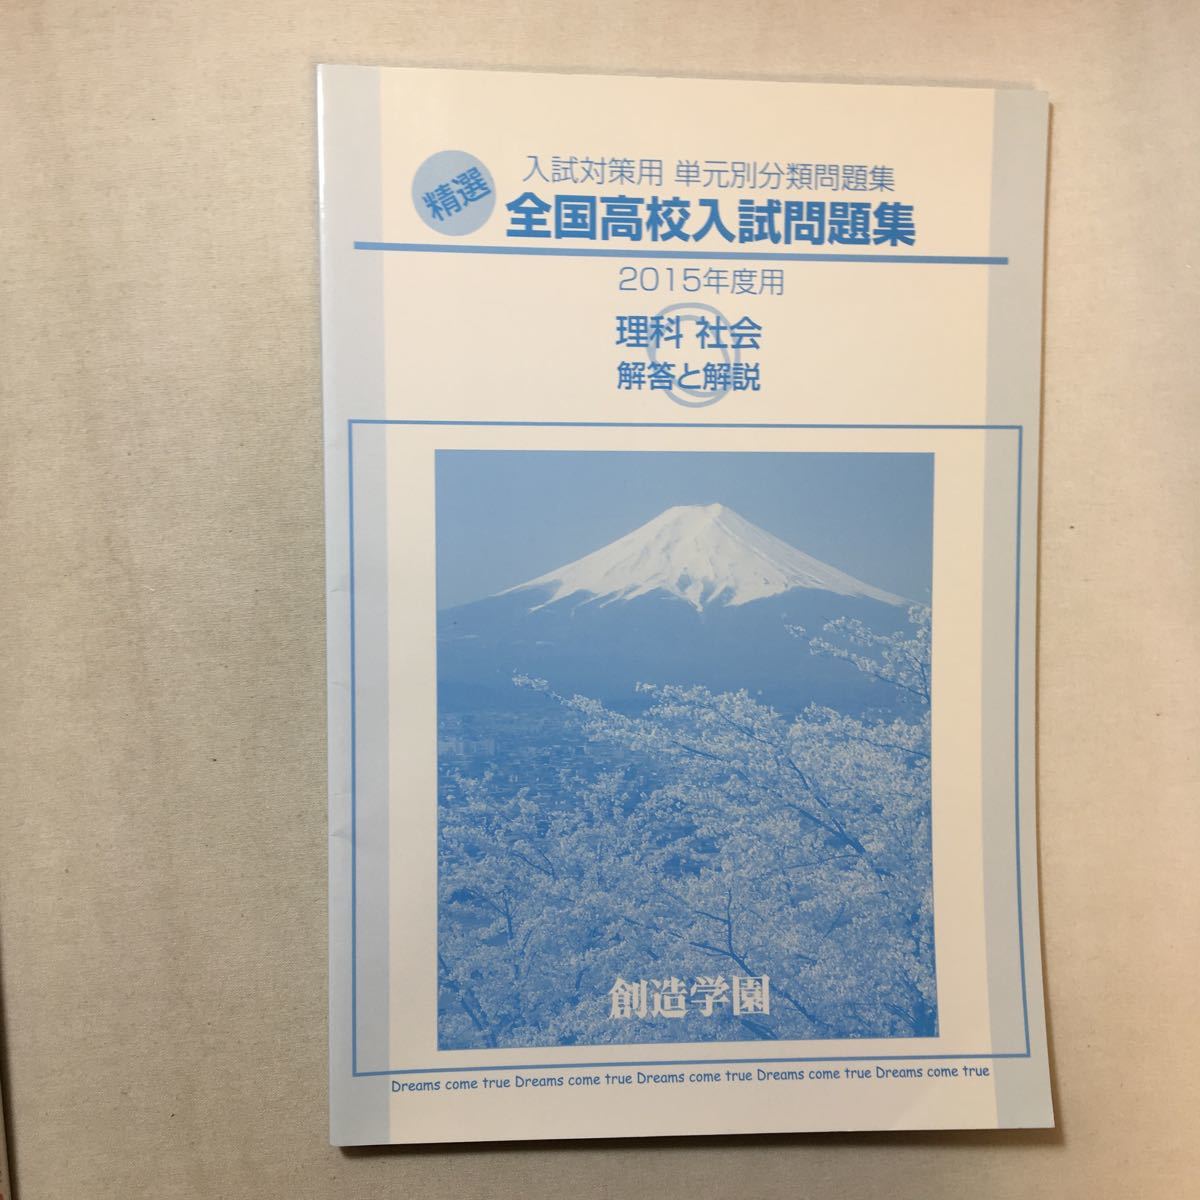 精選
入試対策用 単元別分類問題集
全国高校入試問題集
2015年度用
理科 社会
解答と解説
創造学園
Dreams come true Dreams come true Dreams come true Dreams come true Dreams come true